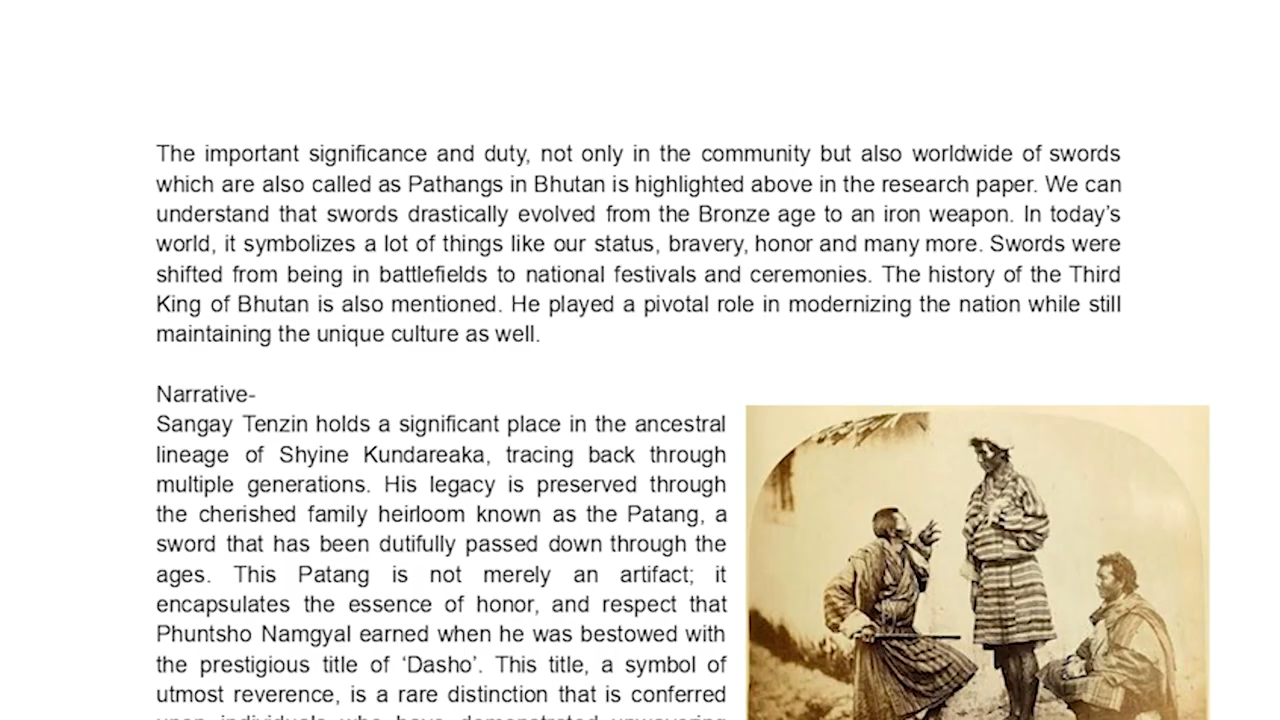 The important significance and duty, not only in the community but also worldwide of swords
which are also called as Pathangs in Bhutan is highlighted above in the research paper. We can
understand that swords drastically evolved from the Bronze age to an iron weapon. In today's
world, it symbolizes a lot of things like our status, bravery, honor and many more. Swords were
shifted from being in battlefields to national festivals and ceremonies. The history of the Third
King of Bhutan is also mentioned. He played a pivotal role in modernizing the nation while still
maintaining the unique culture as well.
Narrative-
Sangay Tenzin holds a significant place in the ancestral
lineage of Shyine Kundareaka, tracing back through
multiple generations. His legacy is preserved through
the cherished family heirloom known as the Patang, a
sword that has been dutifully passed down through the
ages. This Patang is not merely an artifact; it
encapsulates the essence of honor, and respect that
Phuntsho Namgyal earned when he was bestowed with
the prestigious title of ‘Dasho’. This title, a symbol of
utmost reverence, is a rare distinction that is conferred
upon individuals who have demonstrated unwavering